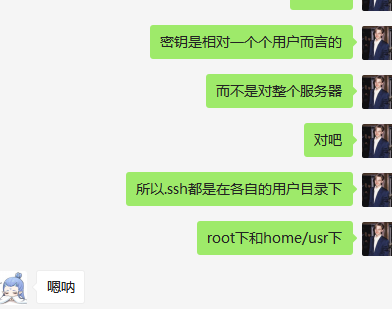 密钥是相对一个个用户而言的
而不是对整个服务器
对吧
所以.ssh都是在各自的用户目录下
root下和home/usr下
嗯呐